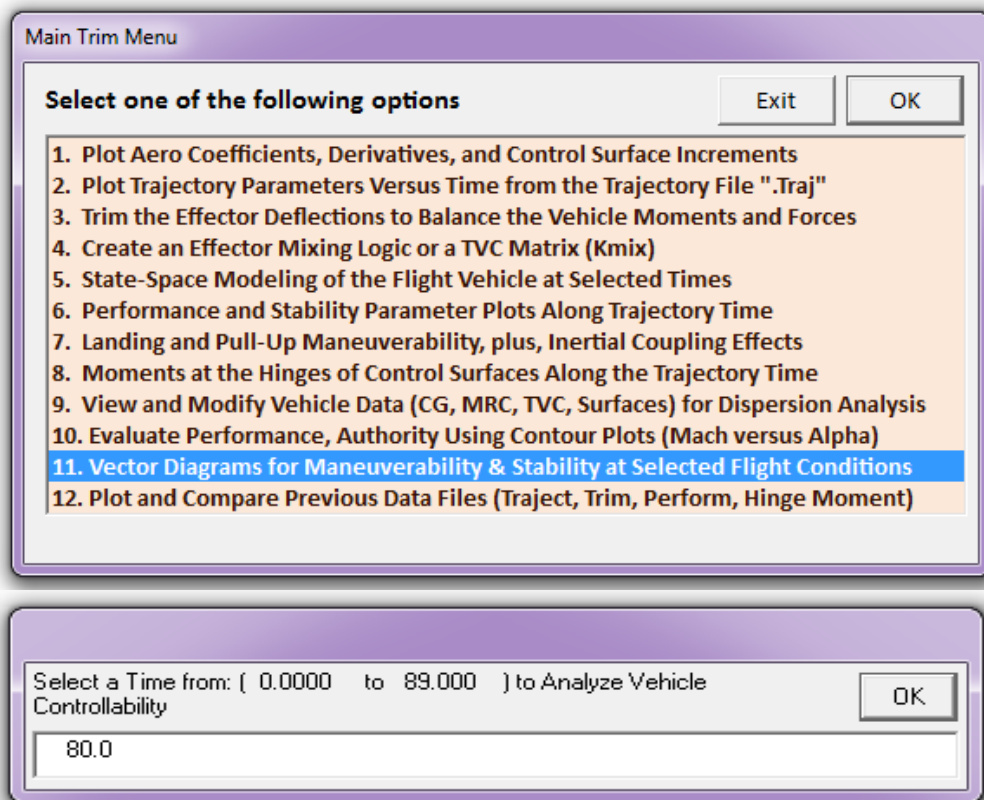 Main Trim Menu
Select one of the following options
Exit
OK
1. Plot Aero Coefficients, Derivatives, and Control Surface Increments
2. Plot Trajectory Parameters Versus Time from the Trajectory File ".Traj"
3. Trim the Effector Deflections to Balance the Vehicle Moments and Forces
4. Create an Effector Mixing Logic or a TVC Matrix (Kmix)
5. State-Space Modeling of the Flight Vehicle at Selected Times
6. Performance and Stability Parameter Plots Along Trajectory Time
7. Landing and Pull-Up Maneuverability, plus, Inertial Coupling Effects
8. Moments at the Hinges of Control Surfaces Along the Trajectory Time
9. View and Modify Vehicle Data (CG, MRC, TVC, Surfaces) for Dispersion Analysis
10. Evaluate Performance, Authority Using Contour Plots (Mach versus Alpha)
11. Vector Diagrams for Maneuverability & Stability at Selected Flight Conditions
12. Plot and Compare Previous Data Files (Traject, Trim, Perform, Hinge Moment)
Select a Time from: ( 0.0000 to 89.000 ) to Analyze Vehicle
Controllability
OK
80.0